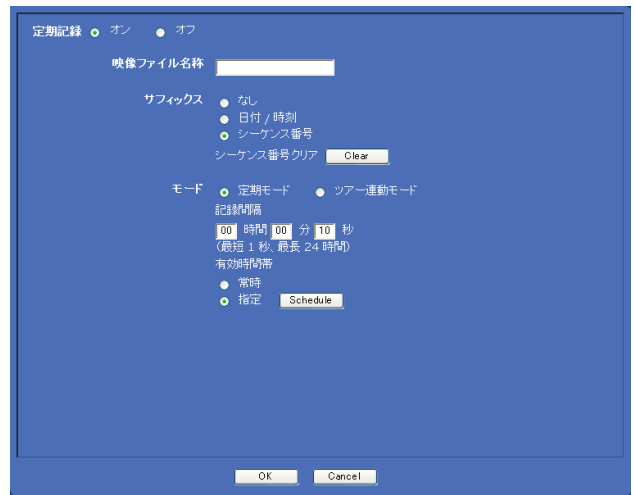 定期記録 オン オフ
映像ファイル名称
サフィックス なし
日付 / 時刻
シーケンス番号
シーケンス番号クリア Clear
モード 定期モード ツアー連動モード
記録間隔
00 時間 00 分 10 秒
(最短 1 秒、最長 24 時間)
有効時間帯
常時
指定 Schedule
OK Cancel